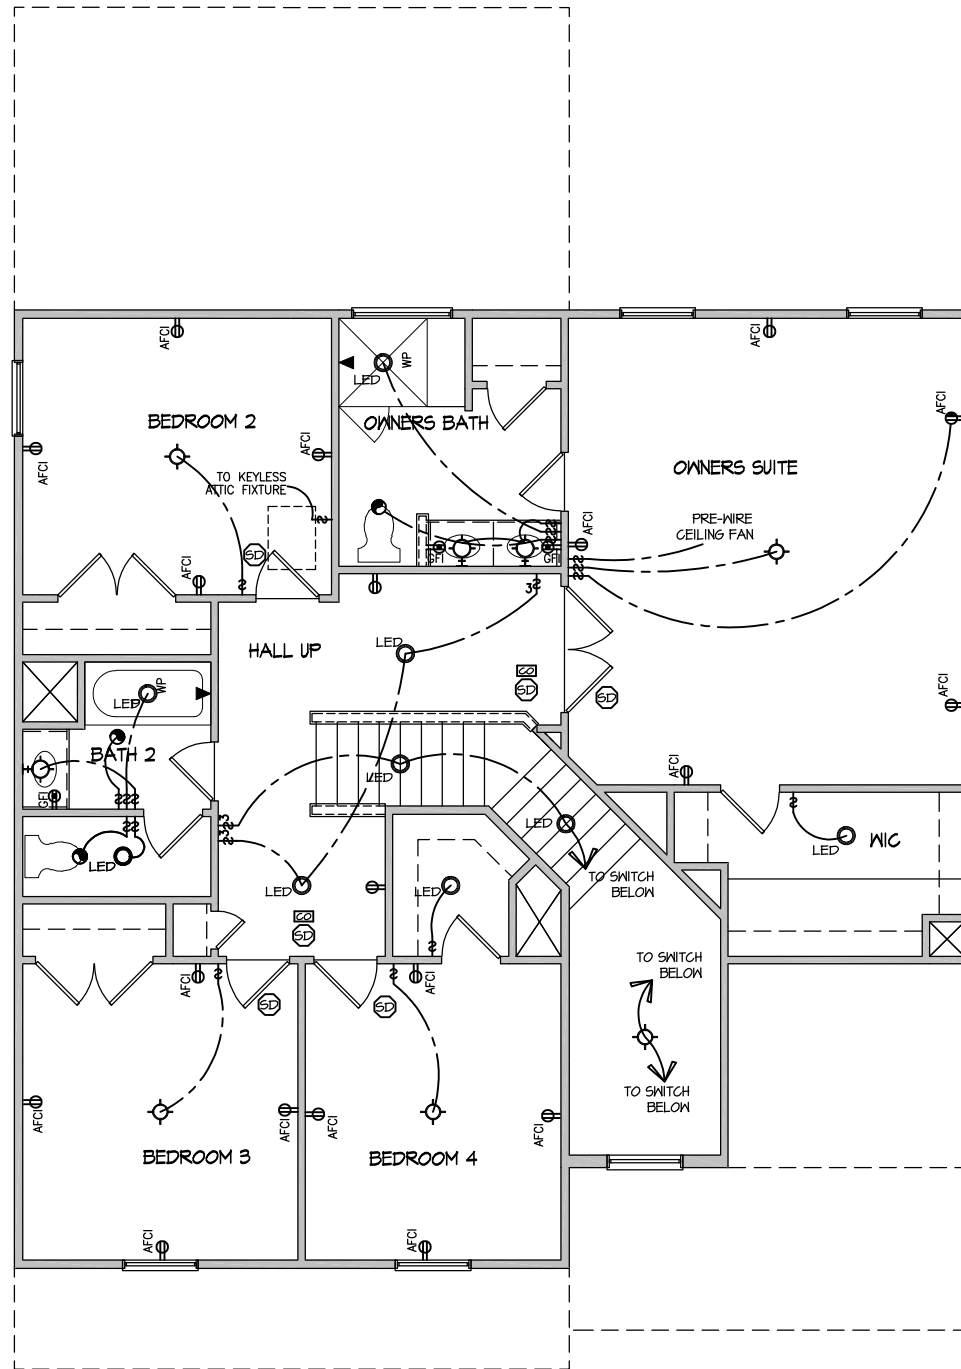 AFCI
AFCI
WP
LED
AFCI
BEDROOM 2
OWNERS BATH
AFCI
AFCI
OWNERS SUITE
TO KEYLESS
ATTIC FIXTURE
PRE-WIRE
CEILING FAN
AFCI
GFI
GFI
SD
AFCI
3
HALL UP
LED
CO
SD
SD
WP
LED
BATH 2
GFI
LED
AFCI
3
3
LED
LED
WIC
LED
LED
LED
TO SWITCH
BELOW
CO
SD
TO SWITCH
BELOW
AFCI
SD
SD
AFCI
TO SWITCH
BELOW
AFCI
AFCI
AFCI
AFCI
BEDROOM 3
BEDROOM 4
AFCI
AFCI